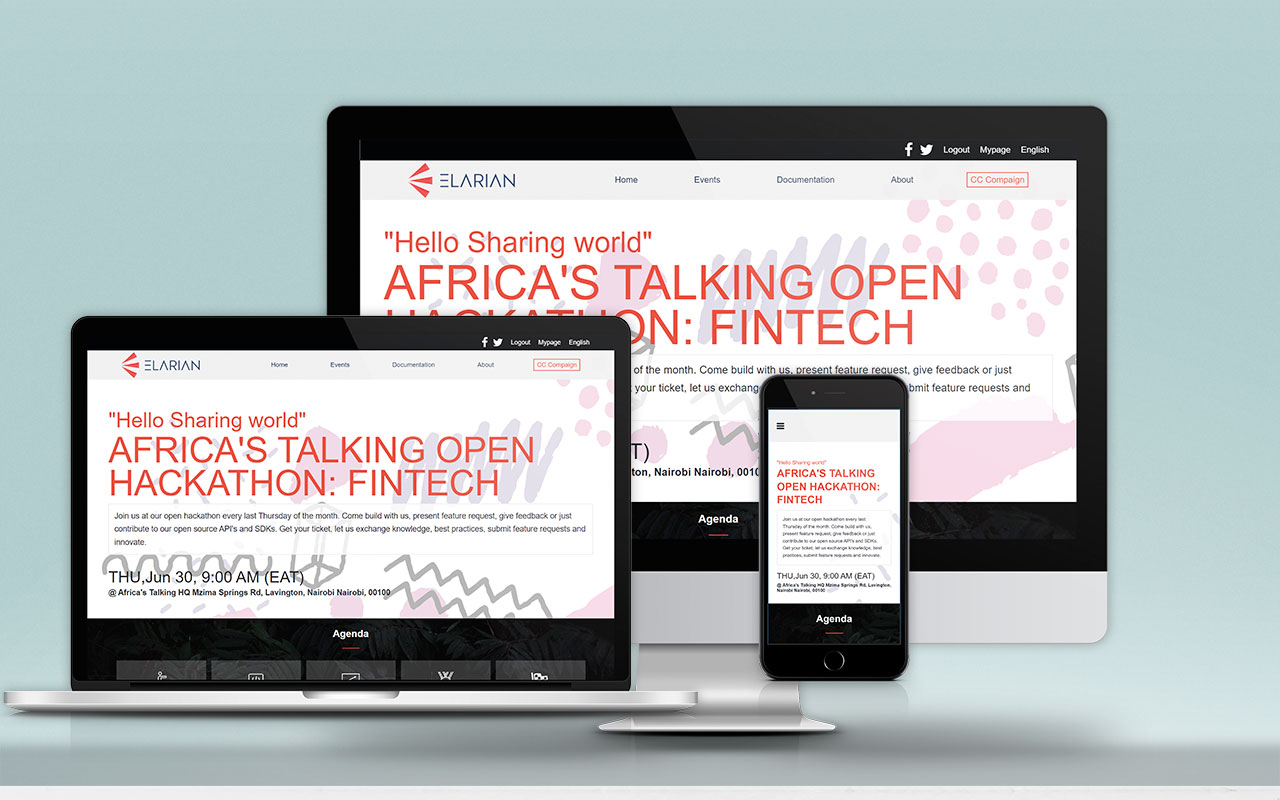 Logout Mypage English
ELARIAN Home Events Documentation About CC Compaign
"Hello Sharing world"
AFRICA'S TALKING OPEN
HACKATHON: FINTECH
of the month. Come build with us, present feature request, give feedback or just
your ticket, let us exchange bmit feature requests and
T)
ton, Nairobi Nairobi, 0010
Agenda
Logout Mypage English
ELARIAN Home Events Documentation About CC Compaign
"Hello Sharing world"
AFRICA'S TALKING OPEN
HACKATHON: FINTECH
Join us at our open hackathon every last Thursday of the month. Come build with us, present feature request, give feedback or just
contribute to our open source API's and SDKs. Get your ticket, let us exchange knowledge, best practices, submit feature requests and
innovate.
THU,Jun 30, 9:00 AM (EAT)
@ Africa's Talking HQ Mzima Springs Rd, Lavington, Nairobi Nairobi, 00100
Agenda
"Hello Sharing world"
AFRICA'S TALKING
OPEN HACKATHON:
FINTECH
Join us at our open hackathon every last
Thursday of the month. Come build with us,
present feature request, give feedback or just
contribute to our open source API's and SDKs.
Get your ticket, let us exchange knowledge, best
practices, submit feature requests and innovate.
THU,Jun 30, 9:00 AM (EAT)
@ Africa's Talking HQ Mzima Springs Rd, Lavington,
Nairobi Nairobi, 00100
Agenda